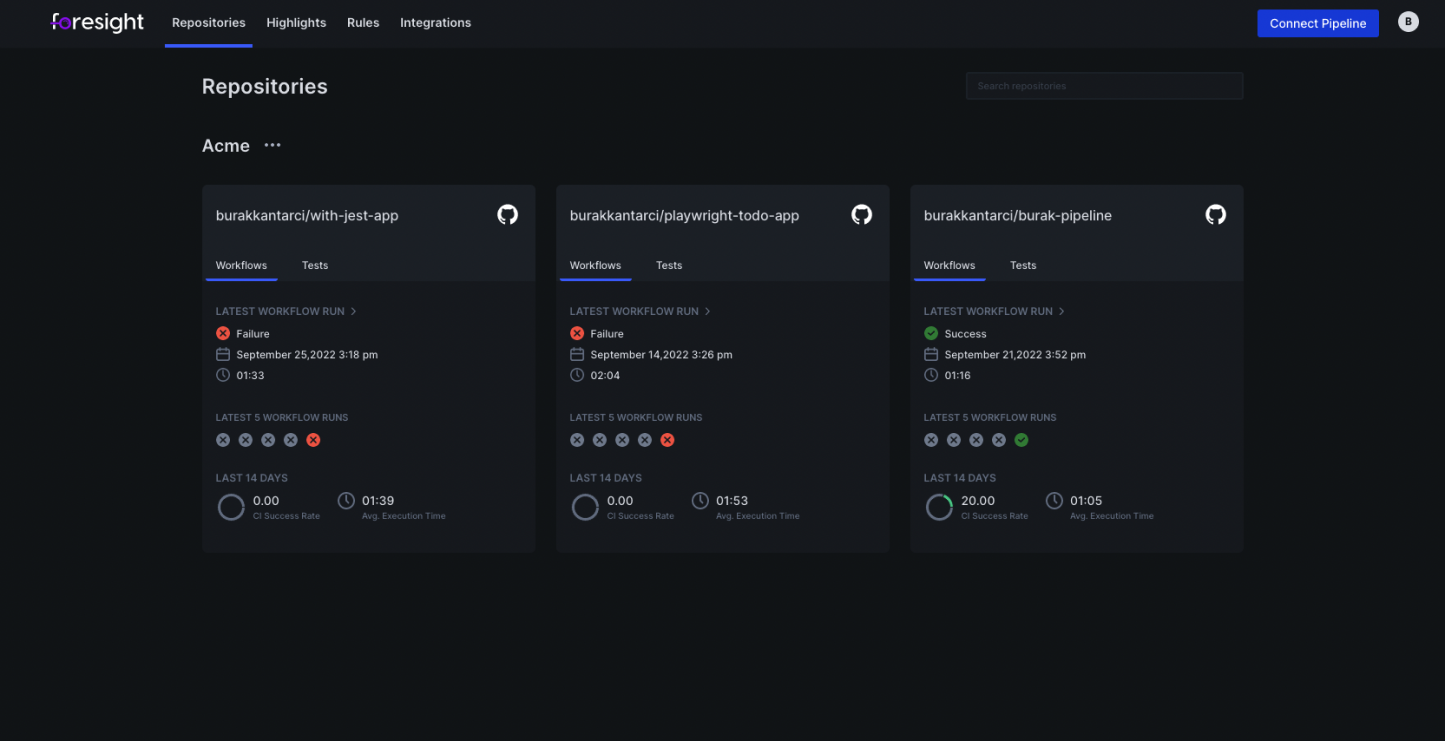 foresight Repositories Highlights Rules Integrations Connect Pipeline B
Repositories Search repositories
Acme ...
burakkantarci/with-jest-app
Workflows Tests
LATEST WORKFLOW RUN >
Failure
September 25,2022 3:18 pm
01:33
LATEST 5 WORKFLOW RUNS
LAST 14 DAYS
0.00 01:39
CI Success Rate Avg. Execution Time
burakkantarci/playwright-todo-app
Workflows Tests
LATEST WORKFLOW RUN >
Failure
September 14,2022 3:26 pm
02:04
LATEST 5 WORKFLOW RUNS
LAST 14 DAYS
0.00 01:53
CI Success Rate Avg. Execution Time
burakkantarci/burak-pipeline
Workflows Tests
LATEST WORKFLOW RUN >
Success
September 21,2022 3:52 pm
01:16
LATEST 5 WORKFLOW RUNS
LAST 14 DAYS
20.00 01:05
CI Success Rate Avg. Execution Time